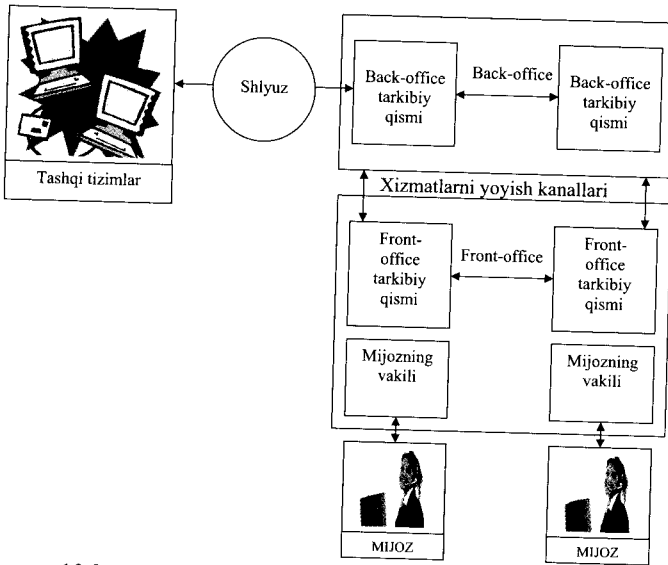 Tashqi tizimlar
Shlyuz
Back-office
tarkibiy
qismi
Back-office
Back-office
tarkibiy
qismi
Xizmatlarni yoyish kanallari
Front-
office
tarkibiy
qismi
Front-office
Front-
office
tarkibiy
qismi
Mijozning
vakili
Mijozning
vakili
MIJOZ
MIJOZ